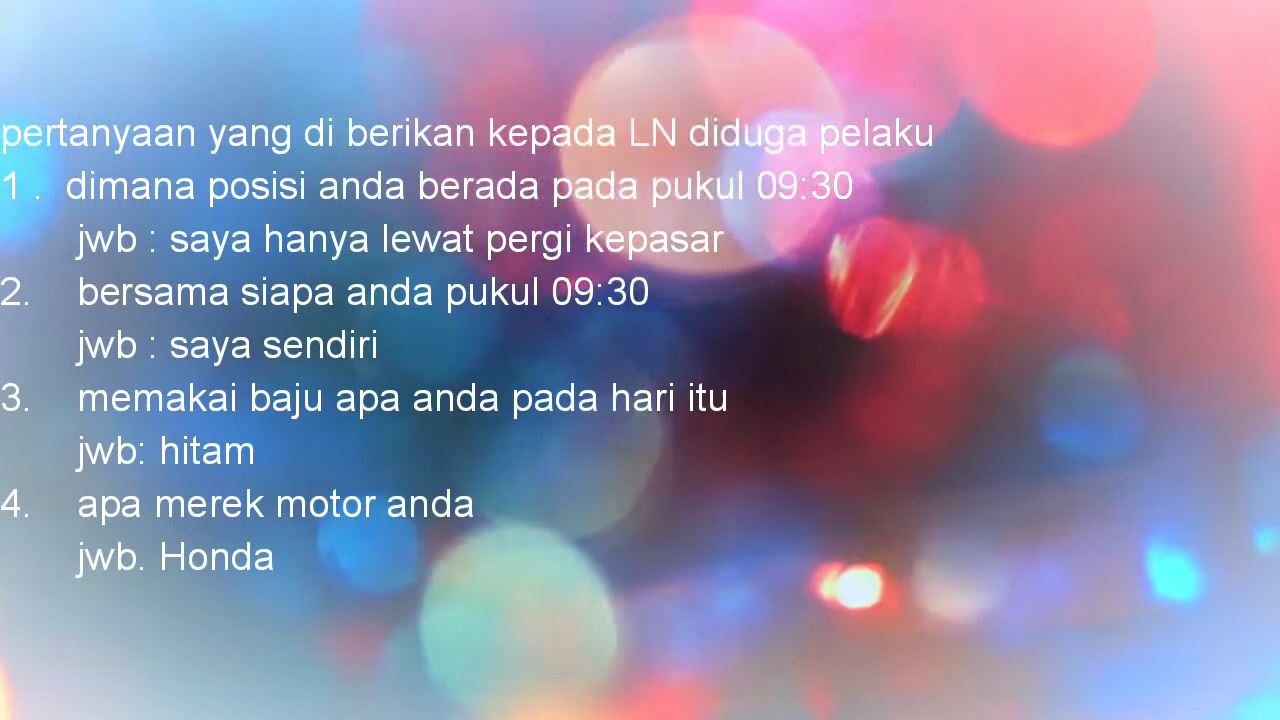 pertanyaan yang di berikan kepada LN diduga pelaku
1 . dimana posisi anda berada pada pukul 09:30
jwb : saya hanya lewat pergi kepasar
2. bersama siapa anda pukul 09:30
jwb : saya sendiri
3. memakai baju apa anda pada hari itu
jwb: hitam
4. apa merek motor anda
jwb. Honda